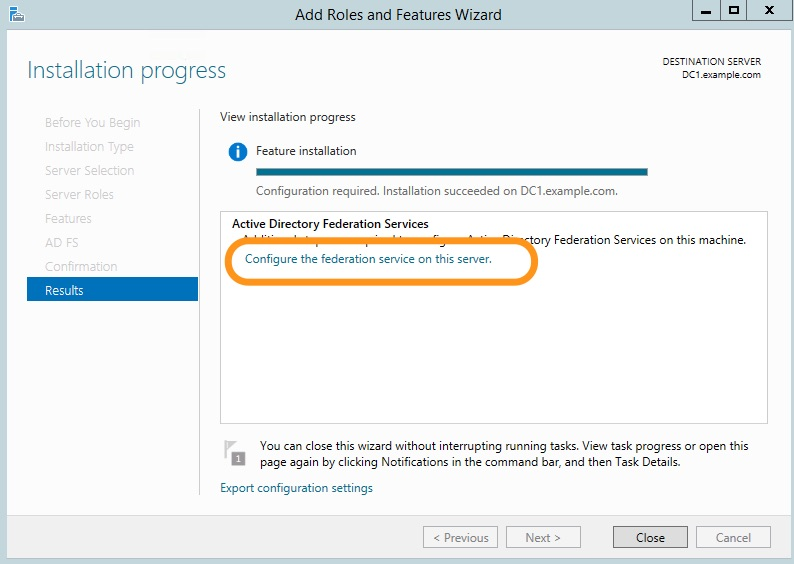 Add Roles and Features Wizard
Installation progress
DESTINATION SERVER
DC1.example.com
Before You Begin
Installation Type
Server Selection
Server Roles
Features
AD FS
Confirmation
Results
View installation progress
Feature installation
Configuration required. Installation succeeded on DC1.example.com.
Active Directory Federation Services
Active Directory Federation Services on this machine.
Configure the federation service on this server.
1
You can close this wizard without interrupting running tasks. View task progress or open this
page again by clicking Notifications in the command bar, and then Task Details.
Export configuration settings
< Previous
Next >
Close
Cancel